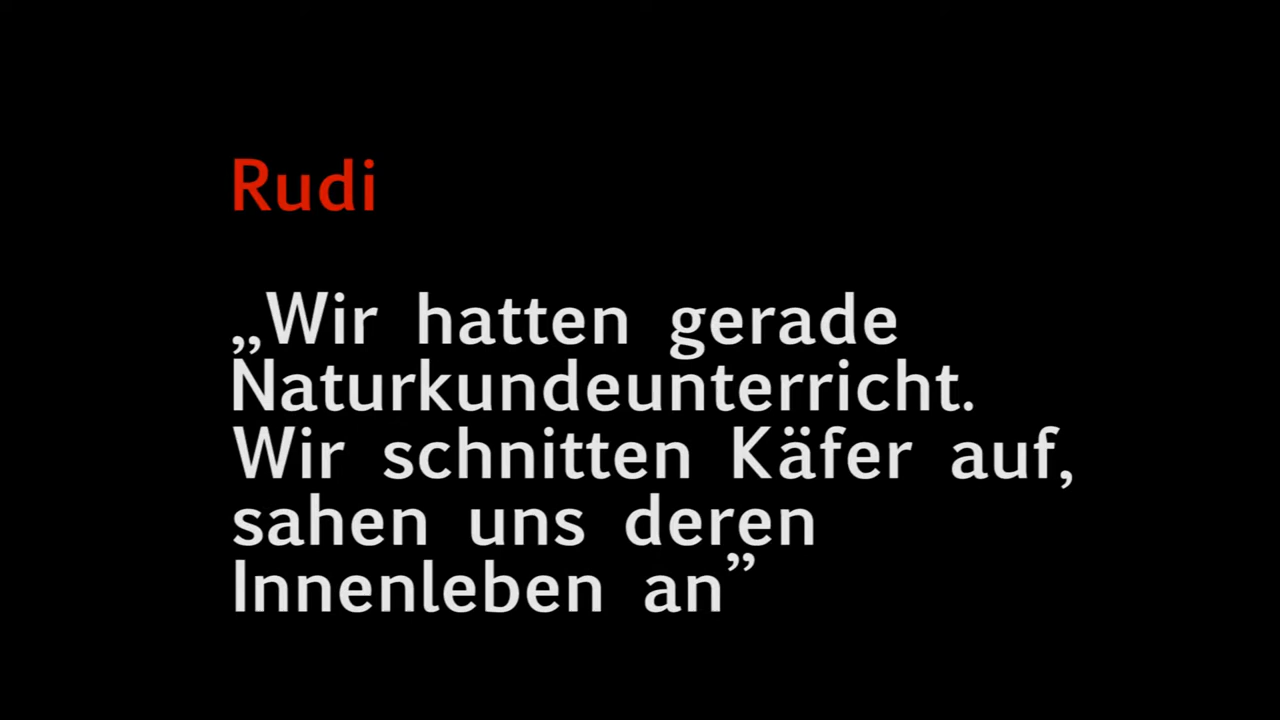 Rudi
„Wir hatten gerade
Naturkundeunterricht.
Wir schnitten Käfer auf,
sahen uns deren
Innenleben an”